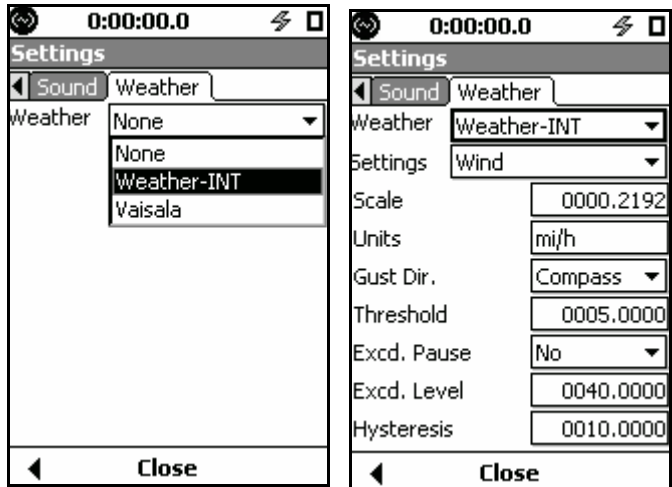 0:00:00.0
Settings
Sound Weather
Weather None
None
Weather-INT
Vaisala
Close
0:00:00.0
Settings
Sound Weather
Weather Weather-INT
Settings Wind
Scale 0000.2192
Units mi/h
Gust Dir. Compass
Threshold 0005.0000
Excd. Pause No
Excd. Level 0040.0000
Hysteresis 0010.0000
Close